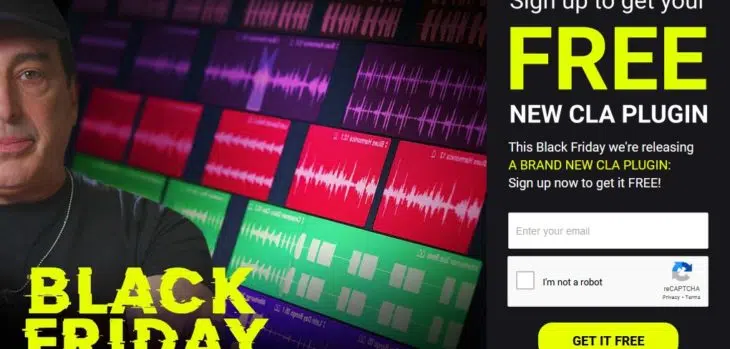 Sign up to get your
FREE
NEW CLA PLUGIN
This Black Friday we're releasing
A BRAND NEW CLA PLUGIN:
Sign up now to get it FREE!
Enter your email
I'm not a robot
reCAPTCHA
Privacy - Terms
GET IT FREE
BLACK
FRIDAY